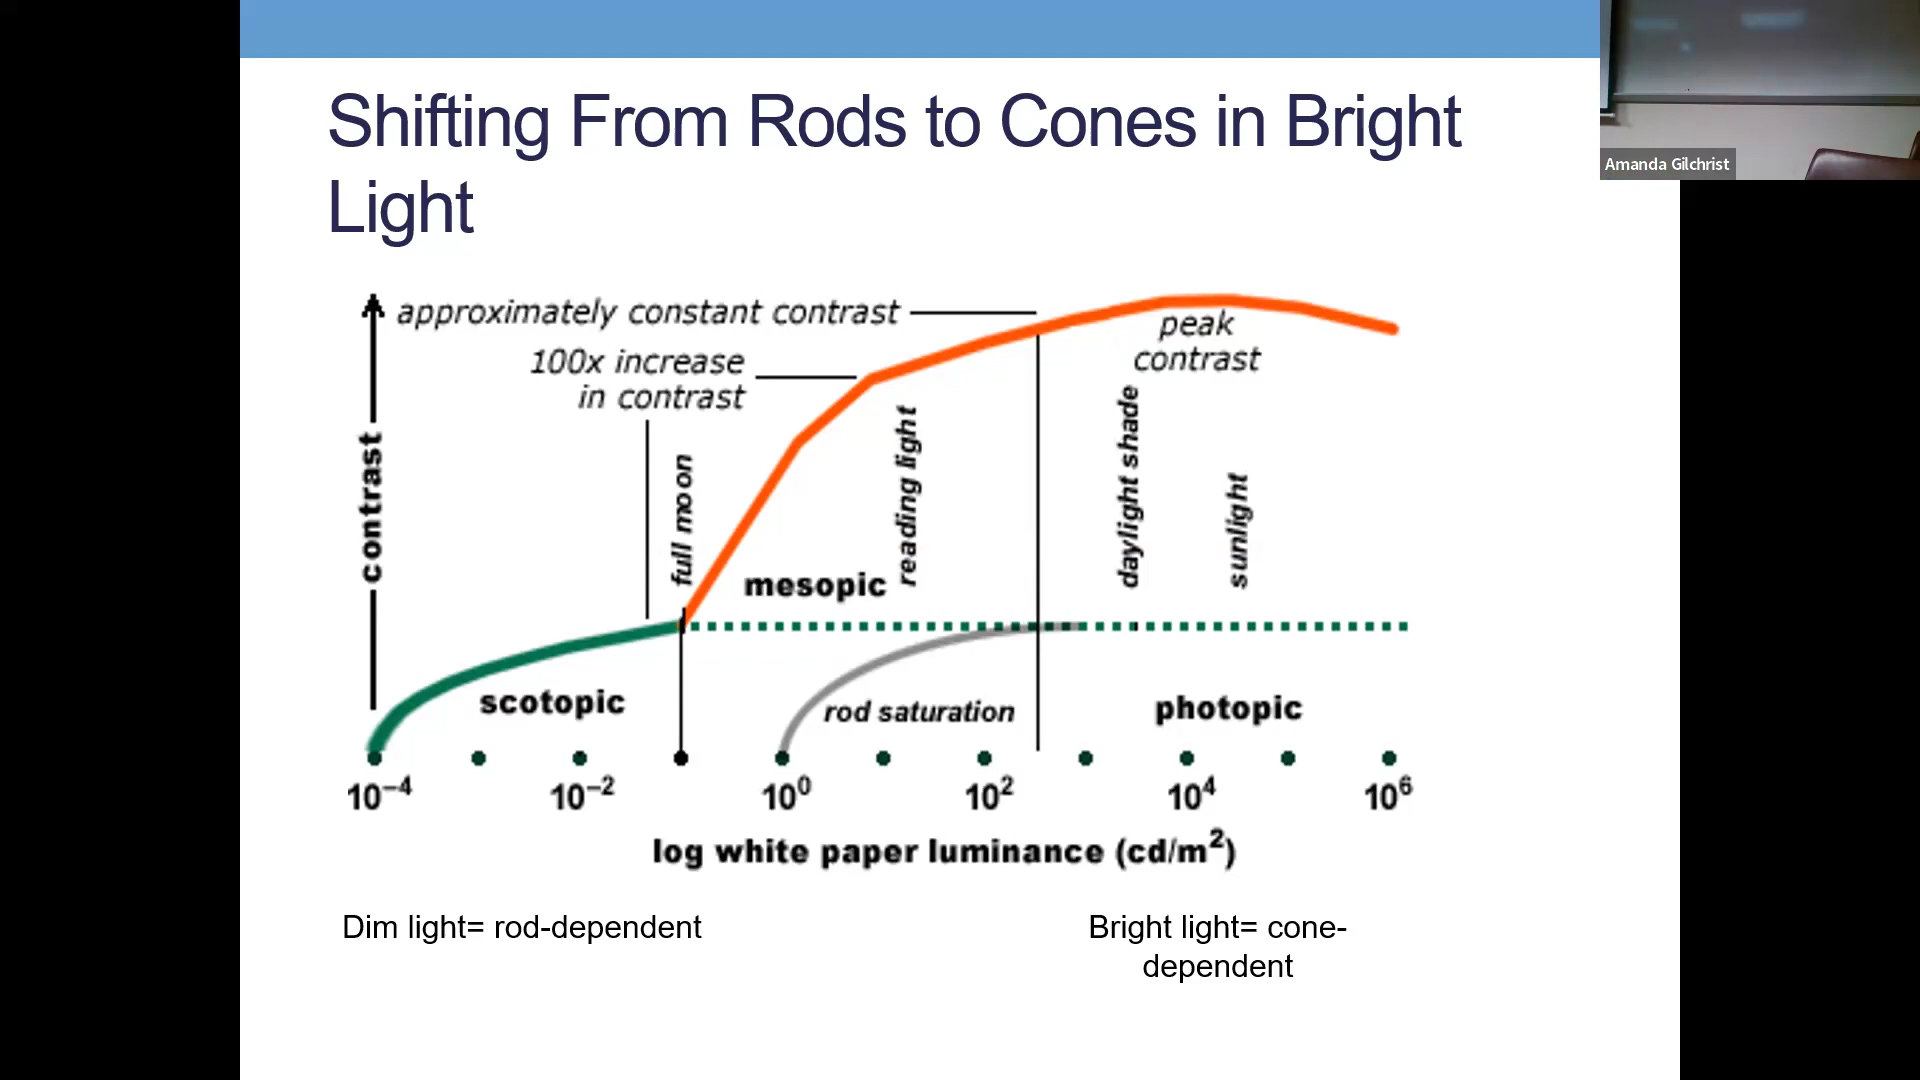 Shifting From Rods to Cones in Bright
Light
Amanda Gilchrist
approximately constant contrast
100x increase
in contrast
peak
contrast
contrast
full moon
reading light
daylight shade
sunlight
mesopic
scotopic
rod saturation
photopic
10⁻⁴ 10⁻² 10⁰ 10² 10⁴ 10⁶
log white paper luminance (cd/m²)
Dim light= rod-dependent
Bright light= cone-
dependent